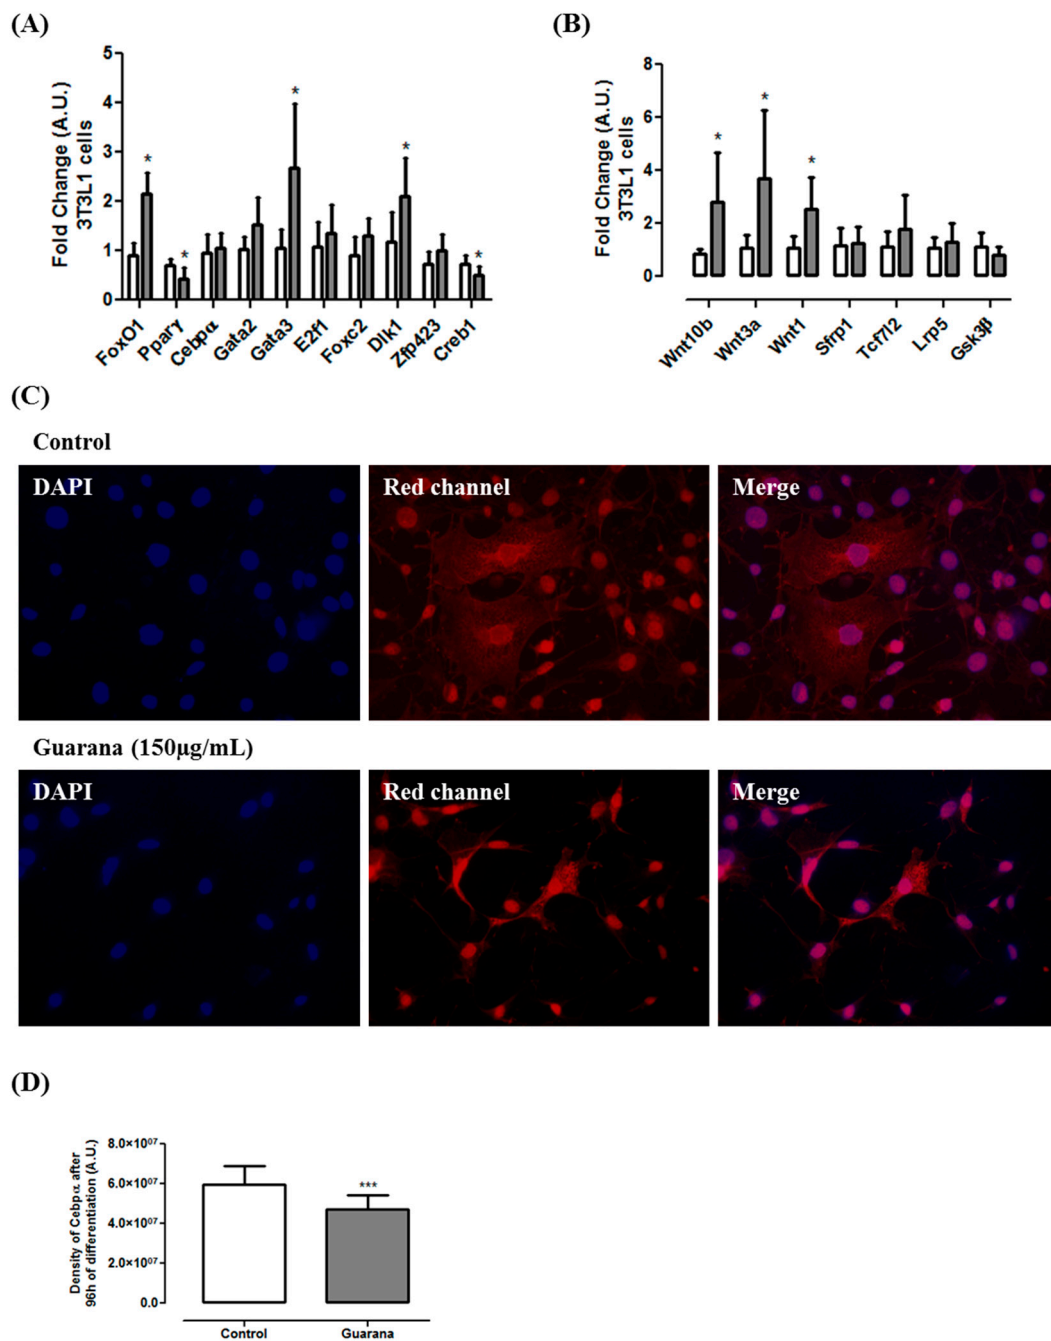 (A)
(B)
Fold Change (A.U.)
3T3L1 cells
5
4
3
2
1
0
*
*
*
*
*
FoxO1
Pparγ
Cebpα
Gata2
Gata3
E2f1
Foxc2
Dlk1
Zfp423
Creb1
Fold Change (A.U.)
3T3L1 cells
8
6
4
2
0
*
*
*
Wnt10b
Wnt3a
Wnt1
Sfrp1
Tcf7l2
Lrp5
Gsk3β
(C)
Control
DAPI
Red channel
Merge
Guarana (150µg/mL)
DAPI
Red channel
Merge
(D)
Density of Cebpα after
96h of differentiation (A.U.)
8.0×10⁰⁷
6.0×10⁰⁷
4.0×10⁰⁷
2.0×10⁰⁷
0.0
***
Control
Guarana